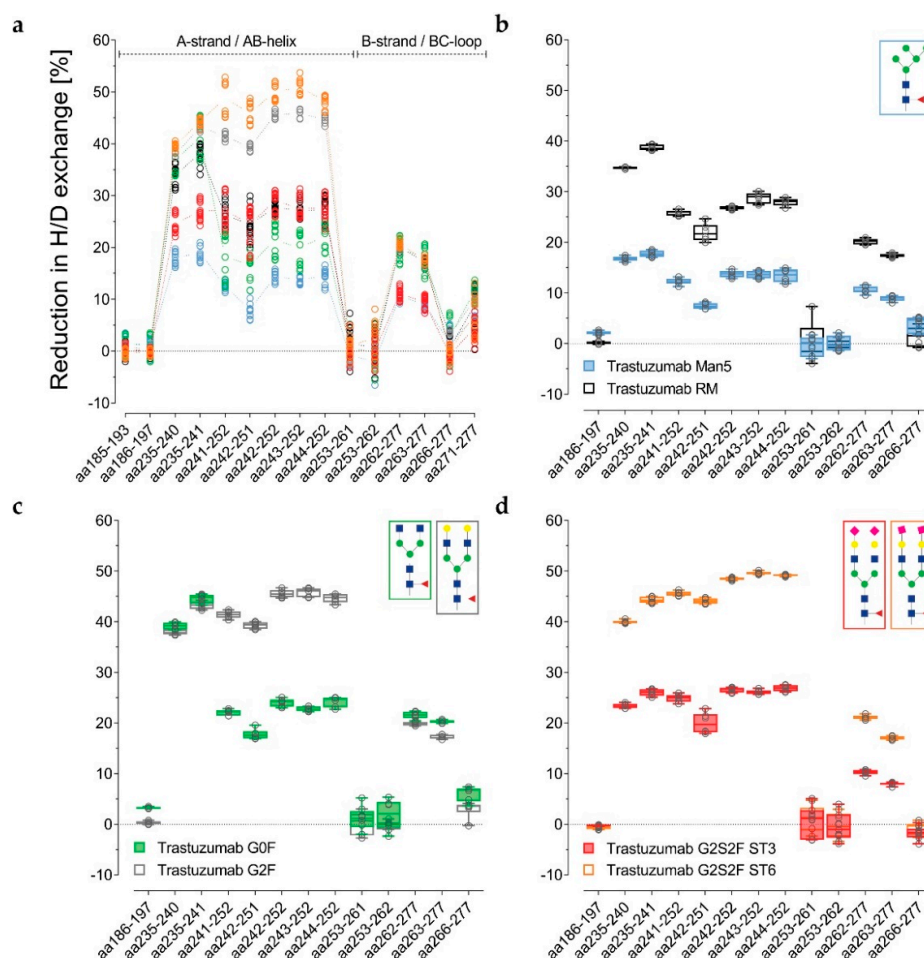 a
A-strand / AB-helix
B-strand / BC-loop
Reduction in H/D exchange [%]
60
50
40
30
20
10
0
-10
aa185-193
aa186-197
aa235-240
aa235-241
aa241-252
aa242-251
aa242-252
aa243-252
aa244-252
aa253-261
aa253-262
aa262-277
aa263-277
aa266-277
aa271-277
b
60
50
40
30
20
10
0
-10
Trastuzumab Man5
Trastuzumab RM
aa186-197
aa235-240
aa235-241
aa241-252
aa242-251
aa242-252
aa243-252
aa244-252
aa253-261
aa253-262
aa262-277
aa263-277
aa266-277
c
60
50
40
30
20
10
0
-10
Trastuzumab G0F
Trastuzumab G2F
aa186-197
aa235-240
aa235-241
aa241-252
aa242-251
aa242-252
aa243-252
aa244-252
aa253-261
aa253-262
aa262-277
aa263-277
aa266-277
d
60
50
40
30
20
10
0
-10
Trastuzumab G2S2F ST3
Trastuzumab G2S2F ST6
aa186-197
aa235-240
aa235-241
aa241-252
aa242-251
aa242-252
aa243-252
aa244-252
aa253-261
aa253-262
aa262-277
aa263-277
aa266-277